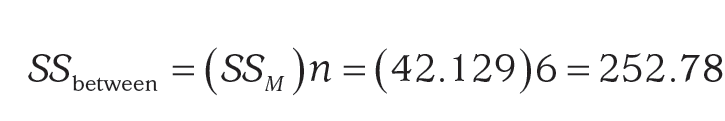 SS_between = (SS_M)n = (42.129)6 = 252.78